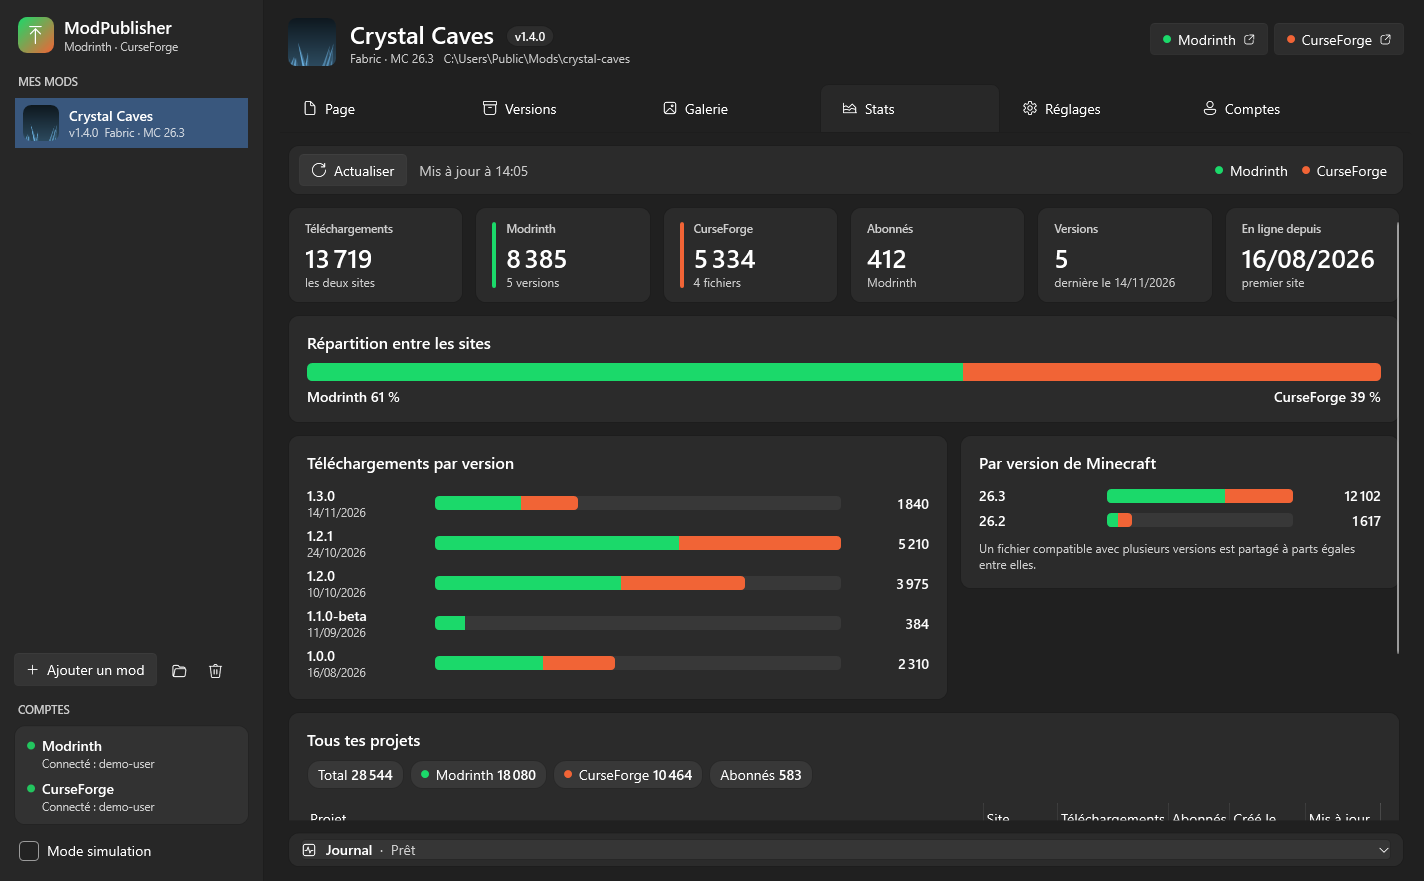 ModPublisher
Modrinth · CurseForge
MES MODS
Crystal Caves
v1.4.0 Fabric · MC 26.3
Ajouter un mod
COMPTES
Modrinth
Connecté : demo-user
CurseForge
Connecté : demo-user
Mode simulation
Crystal Caves v1.4.0
Fabric · MC 26.3 C:\Users\Public\Mods\crystal-caves
Modrinth CurseForge
Page Versions Galerie Stats Réglages Comptes
Actualiser Mis à jour à 14:05 Modrinth CurseForge
Téléchargements
13 719
les deux sites
Modrinth
8 385
5 versions
CurseForge
5 334
4 fichiers
Abonnés
412
Modrinth
Versions
5
dernière le 14/11/2026
En ligne depuis
16/08/2026
premier site
Répartition entre les sites
Modrinth 61 % CurseForge 39 %
Téléchargements par version
1.3.0
14/11/2026
1 840
1.2.1
24/10/2026
5 210
1.2.0
10/10/2026
3 975
1.1.0-beta
11/09/2026
384
1.0.0
16/08/2026
2 310
Par version de Minecraft
26.3 12 102
26.2 1 617
Un fichier compatible avec plusieurs versions est partagé à parts égales
entre elles.
Tous tes projets
Total 28 544 Modrinth 18 080 CurseForge 10 464 Abonnés 583
Projet Site Téléchargements Abonnés Créé le Mis à jour
Journal · Prêt